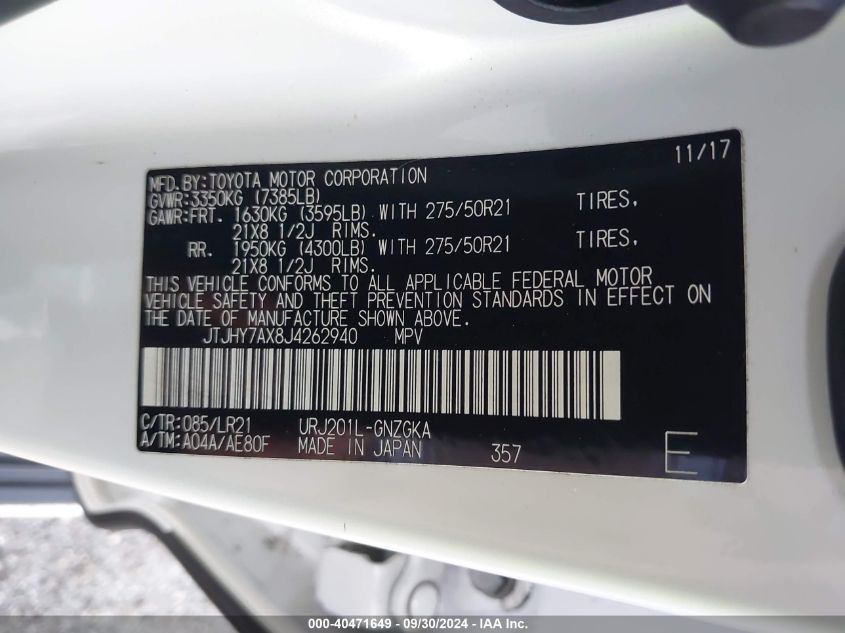 11/17
MFD.BY:TOYOTA MOTOR CORPORATION
GVWR:3350KG (7385LB)
GAWR:FRT. 1630KG (3595LB) WITH 275/50R21 TIRES,
21X8 1/2J RIMS.
RR. 1950KG (4300LB) WITH 275/50R21 TIRES,
21X8 1/2J RIMS.
THIS VEHICLE CONFORMS TO ALL APPLICABLE FEDERAL MOTOR
VEHICLE SAFETY AND THEFT PREVENTION STANDARDS IN EFFECT ON
THE DATE OF MANUFACTURE SHOWN ABOVE.
JTJHY7AX8J4262940 MPV
C/TR:085/LR21 URJ201L-GNZGKA
A/TM:A04A/AE80F MADE IN JAPAN 357 E
000-40471649 - 09/30/2024 - IAA Inc.